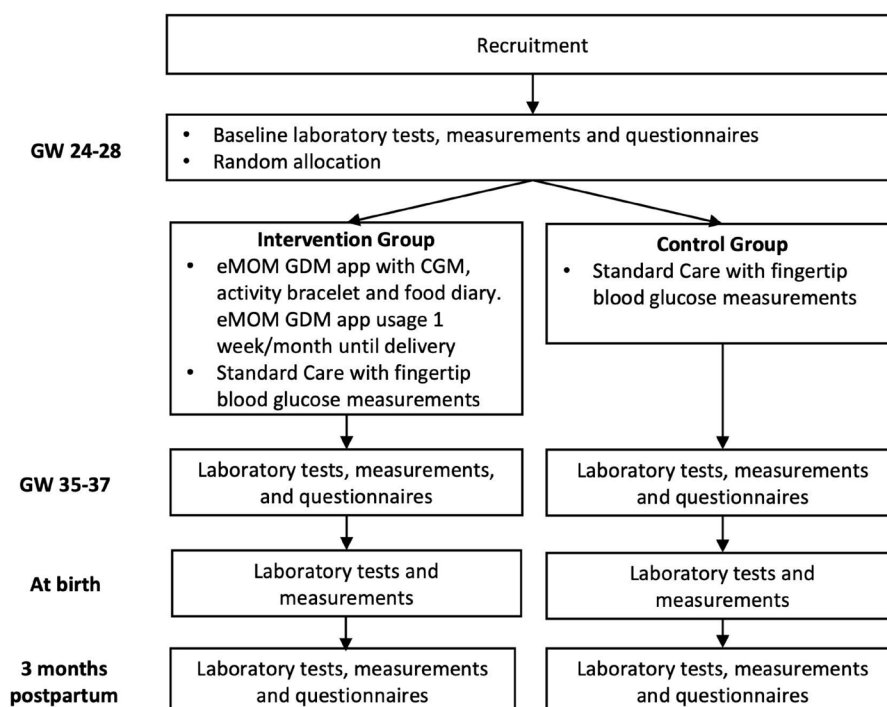 Recruitment
GW 24-28
• Baseline laboratory tests, measurements and questionnaires
• Random allocation
Intervention Group
• eMOM GDM app with CGM,
activity bracelet and food diary.
eMOM GDM app usage 1
week/month until delivery
• Standard Care with fingertip
blood glucose measurements
Control Group
• Standard Care with fingertip
blood glucose measurements
GW 35-37
Laboratory tests, measurements,
and questionnaires
Laboratory tests, measurements
and questionnaires
At birth
Laboratory tests and
measurements
Laboratory tests and
measurements
3 months
postpartum
Laboratory tests, measurements
and questionnaires
Laboratory tests, measurements
and questionnaires